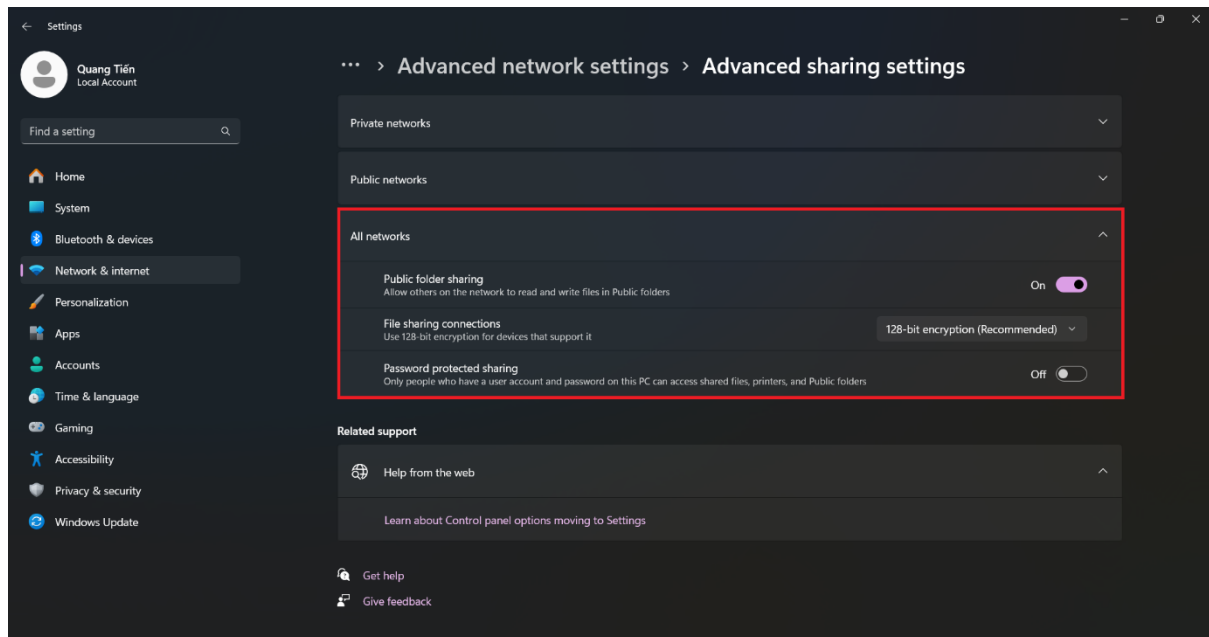 Settings
Quang Tiến
Local Account
Find a setting
Home
System
Bluetooth & devices
Network & internet
Personalization
Apps
Accounts
Time & language
Gaming
Accessibility
Privacy & security
Windows Update
··· › Advanced network settings › Advanced sharing settings
Private networks
Public networks
All networks
Public folder sharing
Allow others on the network to read and write files in Public folders
On
File sharing connections
Use 128-bit encryption for devices that support it
128-bit encryption (Recommended)
Password protected sharing
Only people who have a user account and password on this PC can access shared files, printers, and Public folders
Off
Related support
Help from the web
Learn about Control panel options moving to Settings
Get help
Give feedback